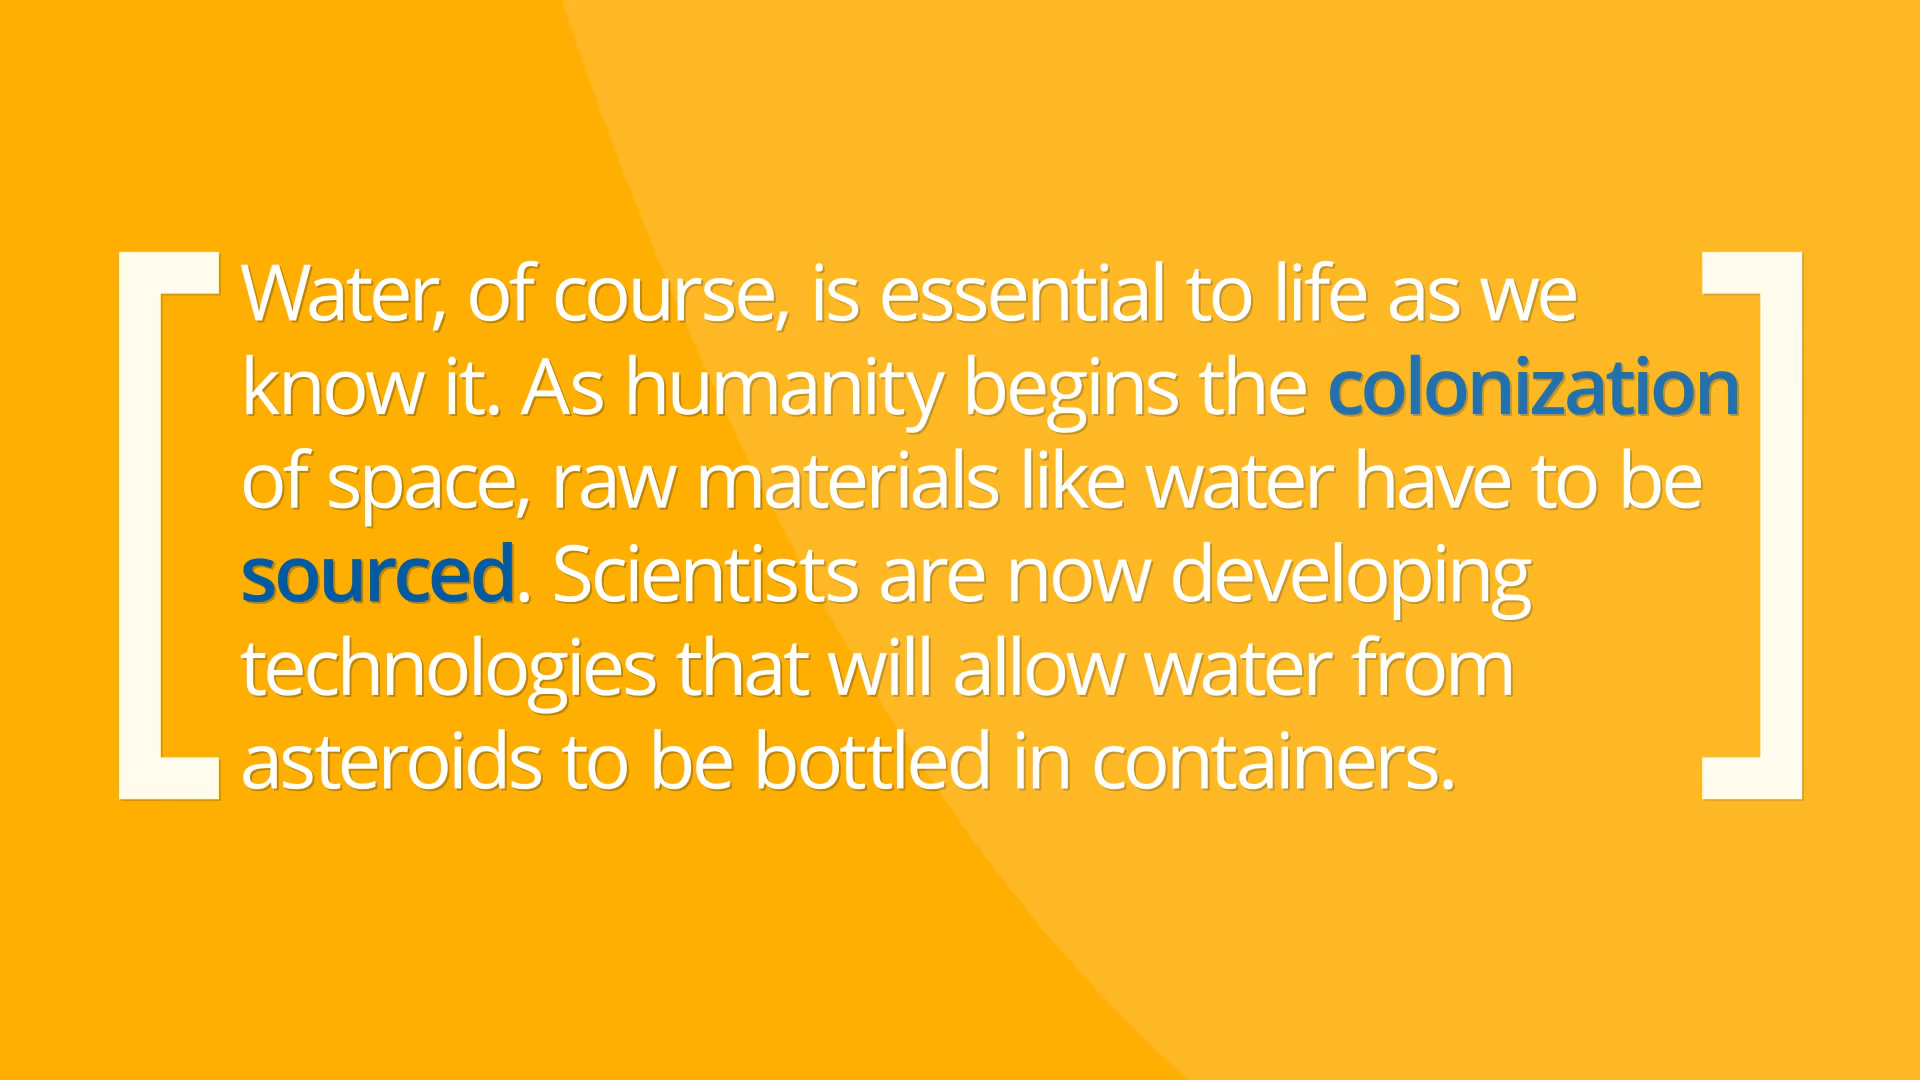 Water, of course, is essential to life as we
know it. As humanity begins the colonization
of space, raw materials like water have to be
sourced. Scientists are now developing
technologies that will allow water from
asteroids to be bottled in containers.